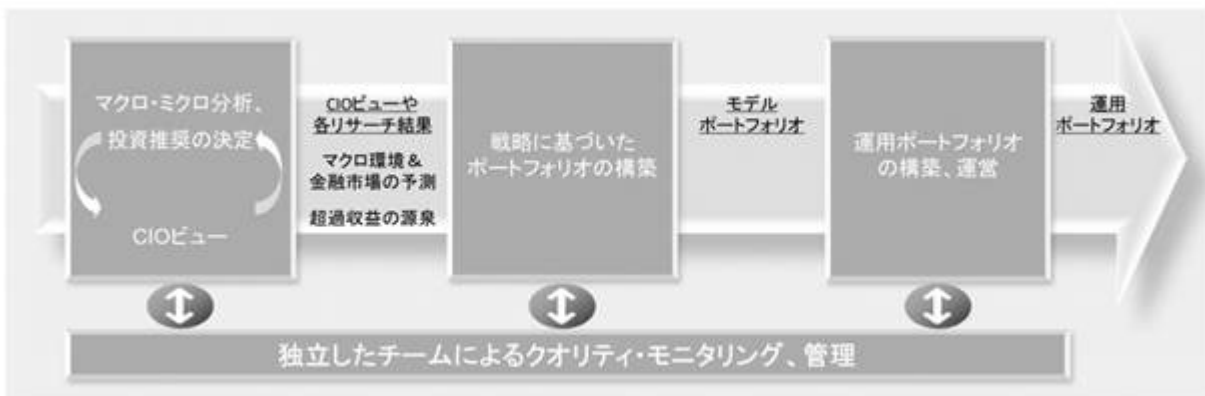 マクロ・ミクロ分析、
投資推奨の決定
CIOビュー
CIOビューや
各リサーチ結果
マクロ環境&
金融市場の予測
超過収益の源泉
戦略に基づいた
ポートフォリオの構築
モデル
ポートフォリオ
運用ポートフォリオ
の構築、運営
運用
ポートフォリオ
独立したチームによるクオリティ・モニタリング、管理